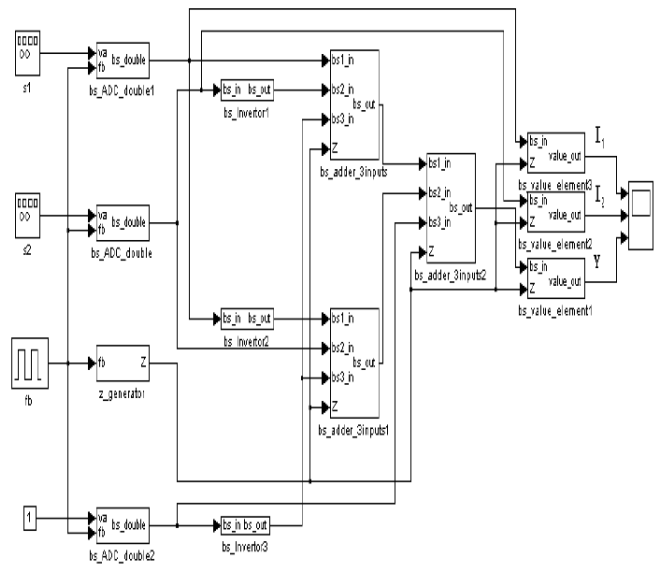 s1
va
fb
bs_double
bs_ADC_double1
bs_in bs_out
bs_Invertor1
bs1_in
bs2_in
bs3_in
Z
bs_out
bs_adder_3inputs
s2
va
fb
bs_double
bs_ADC_double
bs1_in
bs2_in
bs3_in
Z
bs_out
bs_adder_3inputs2
bs_in
Z
value_out
bs_value_element3
I1
bs_in
Z
value_out
bs_value_element2
I2
bs_in
Z
value_out
bs_value_element1
Y
bs_in bs_out
bs_Invertor2
bs1_in
bs2_in
bs3_in
Z
bs_out
bs_adder_3inputs1
fb
fb Z
z_generator
1
va
fb
bs_double
bs_ADC_double2
bs_in bs_out
bs_Invertor3